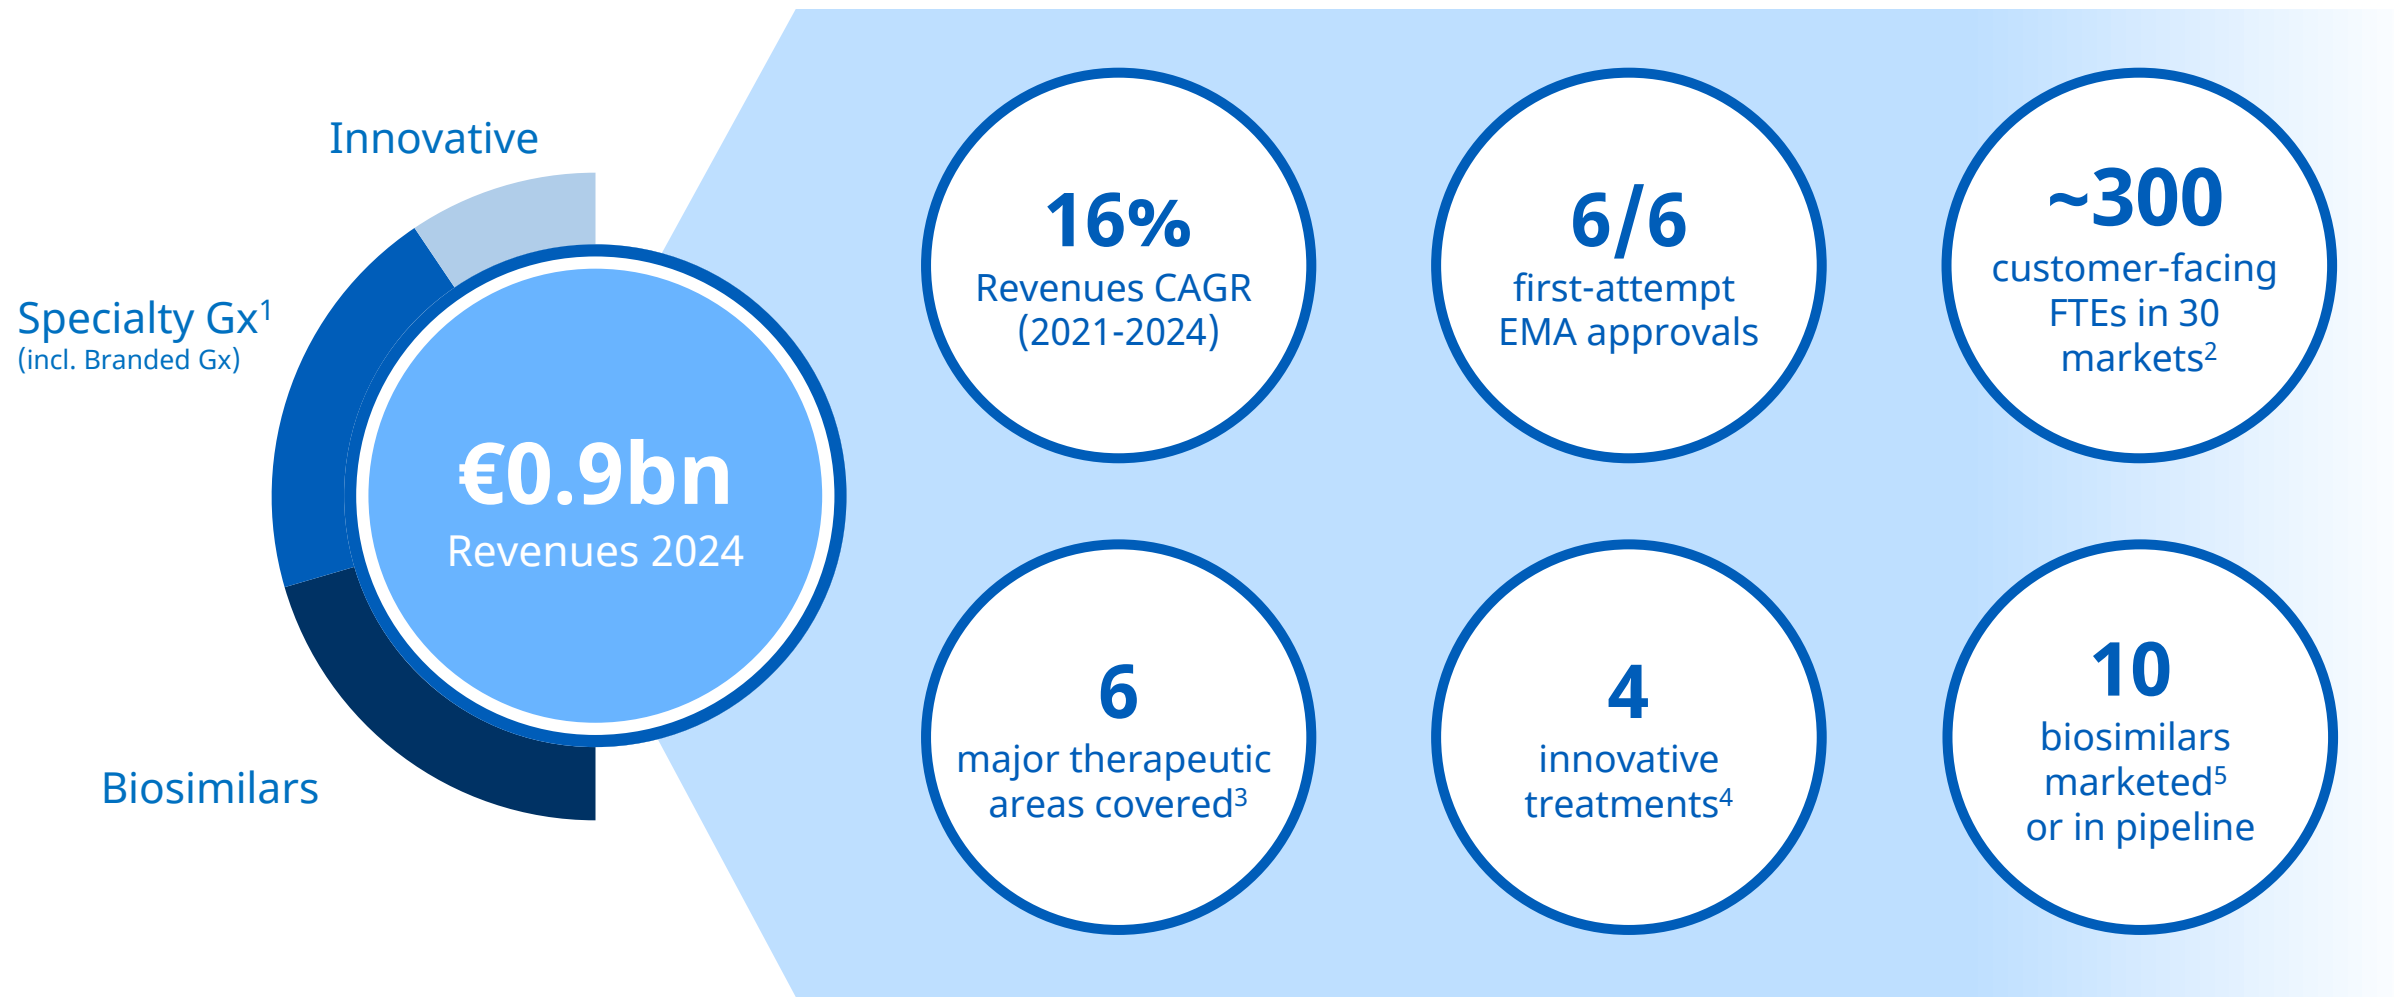 Innovative
Specialty Gx¹
(incl. Branded Gx)
Biosimilars
€0.9bn
Revenues 2024
16%
Revenues CAGR
(2021-2024)
6/6
first-attempt
EMA approvals
~300
customer-facing
FTEs in 30
markets²
6
major therapeutic
areas covered³
4
innovative
treatments⁴
10
biosimilars
marketed⁵
or in pipeline